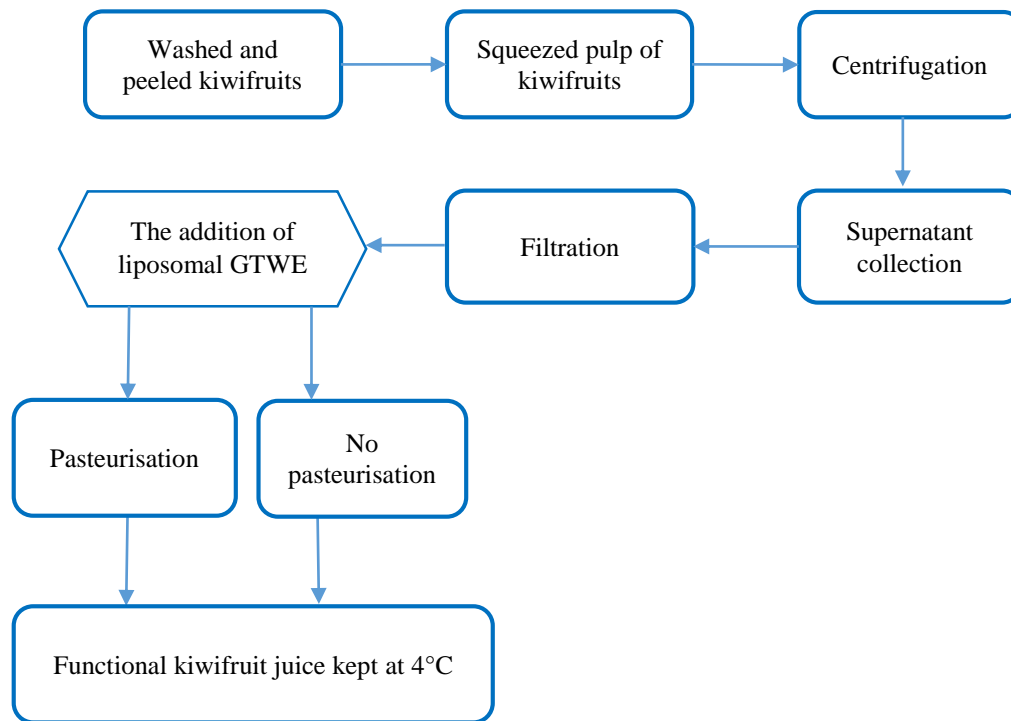 Washed and
peeled kiwifruits
Squeezed pulp of
kiwifruits
Centrifugation
Supernatant
collection
Filtration
The addition of
liposomal GTWE
Pasteurisation
No
pasteurisation
Functional kiwifruit juice kept at 4°C